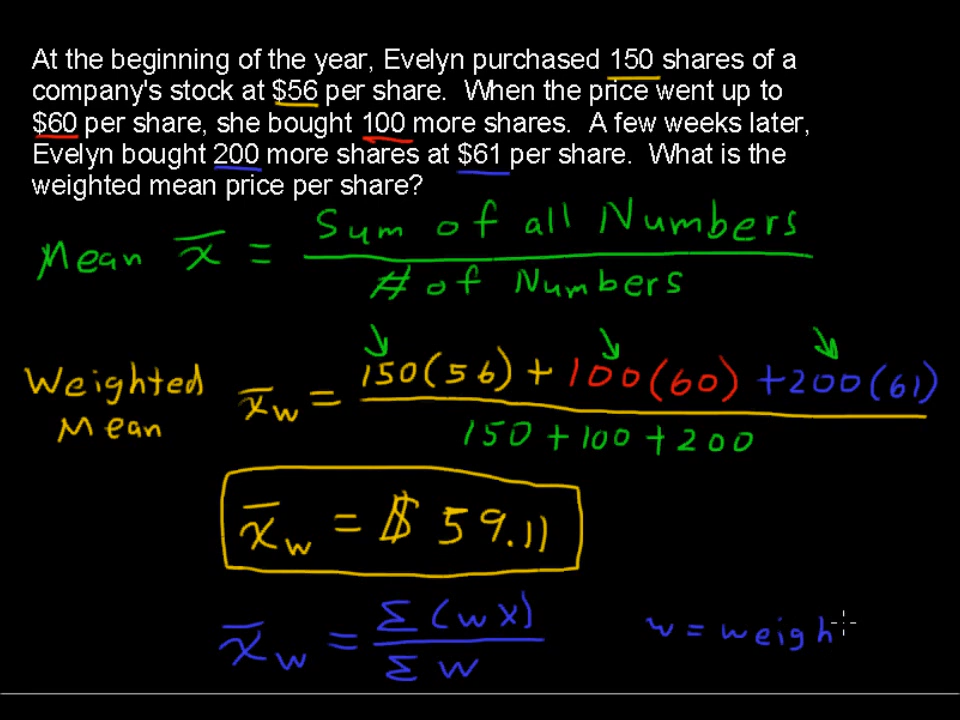 At the beginning of the year, Evelyn purchased 150 shares of a
company's stock at $56 per share. When the price went up to
$60 per share, she bought 100 more shares. A few weeks later,
Evelyn bought 200 more shares at $61 per share. What is the
weighted mean price per share?
Mean x̅ = Sum of all Numbers
# of Numbers
Weighted
Mean
x̅w = 150(56) + 100(60) + 200(61)
150 + 100 + 200
x̅w = $ 59.11
x̅w = Σ(wx)
Σw
w = weigh